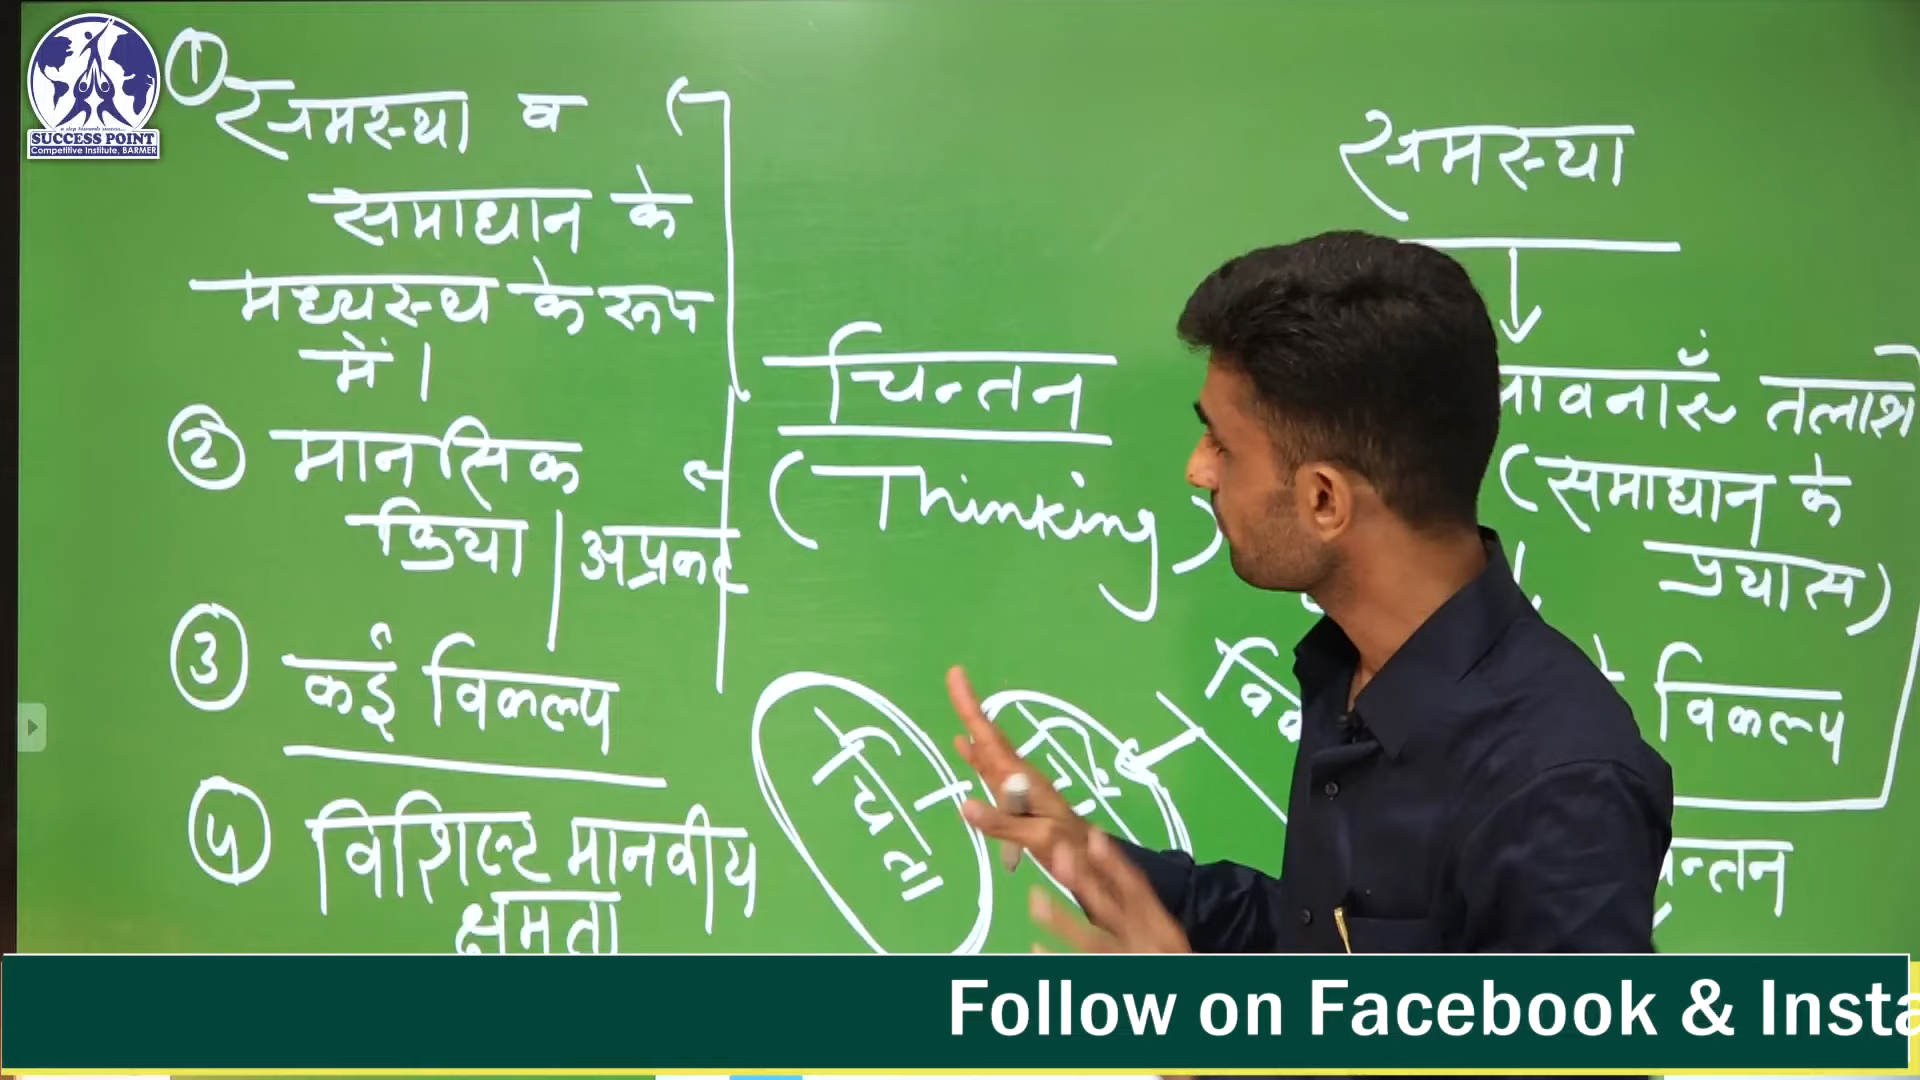 SUCCESS POINT
Competitive Institute, BARMER
① समस्या व
समाधान के
मध्यस्थ के रूप
में।
② मानसिक
क्रिया | अप्रकट
③ कई विकल्प
④ विशिष्ट मानवीय
क्षमता
चिन्तन
(Thinking)
चिता
समस्या
तलाशे
(समाधान के
प्रयास)
विकल्प
Follow on Facebook &